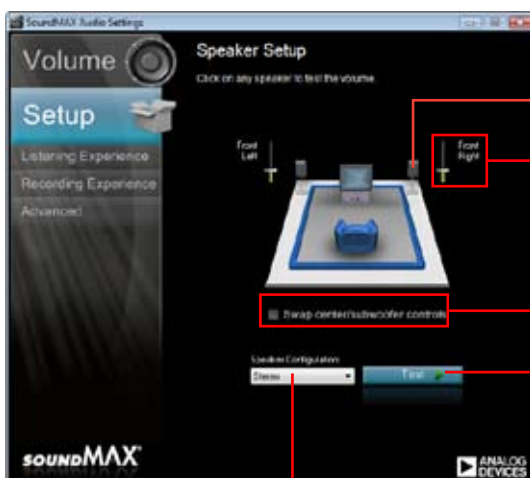 SoundMAX Audio Settings
Volume
Setup
Listening Experience
Recording Experience
Advanced
Speaker Setup
Click on any speaker to test the volume.
Front
Left
Front
Right
Swap center/subwoofer controls
Speaker Configuration:
Stereo
Test
SOUNDMAX
ANALOG
DEVICES